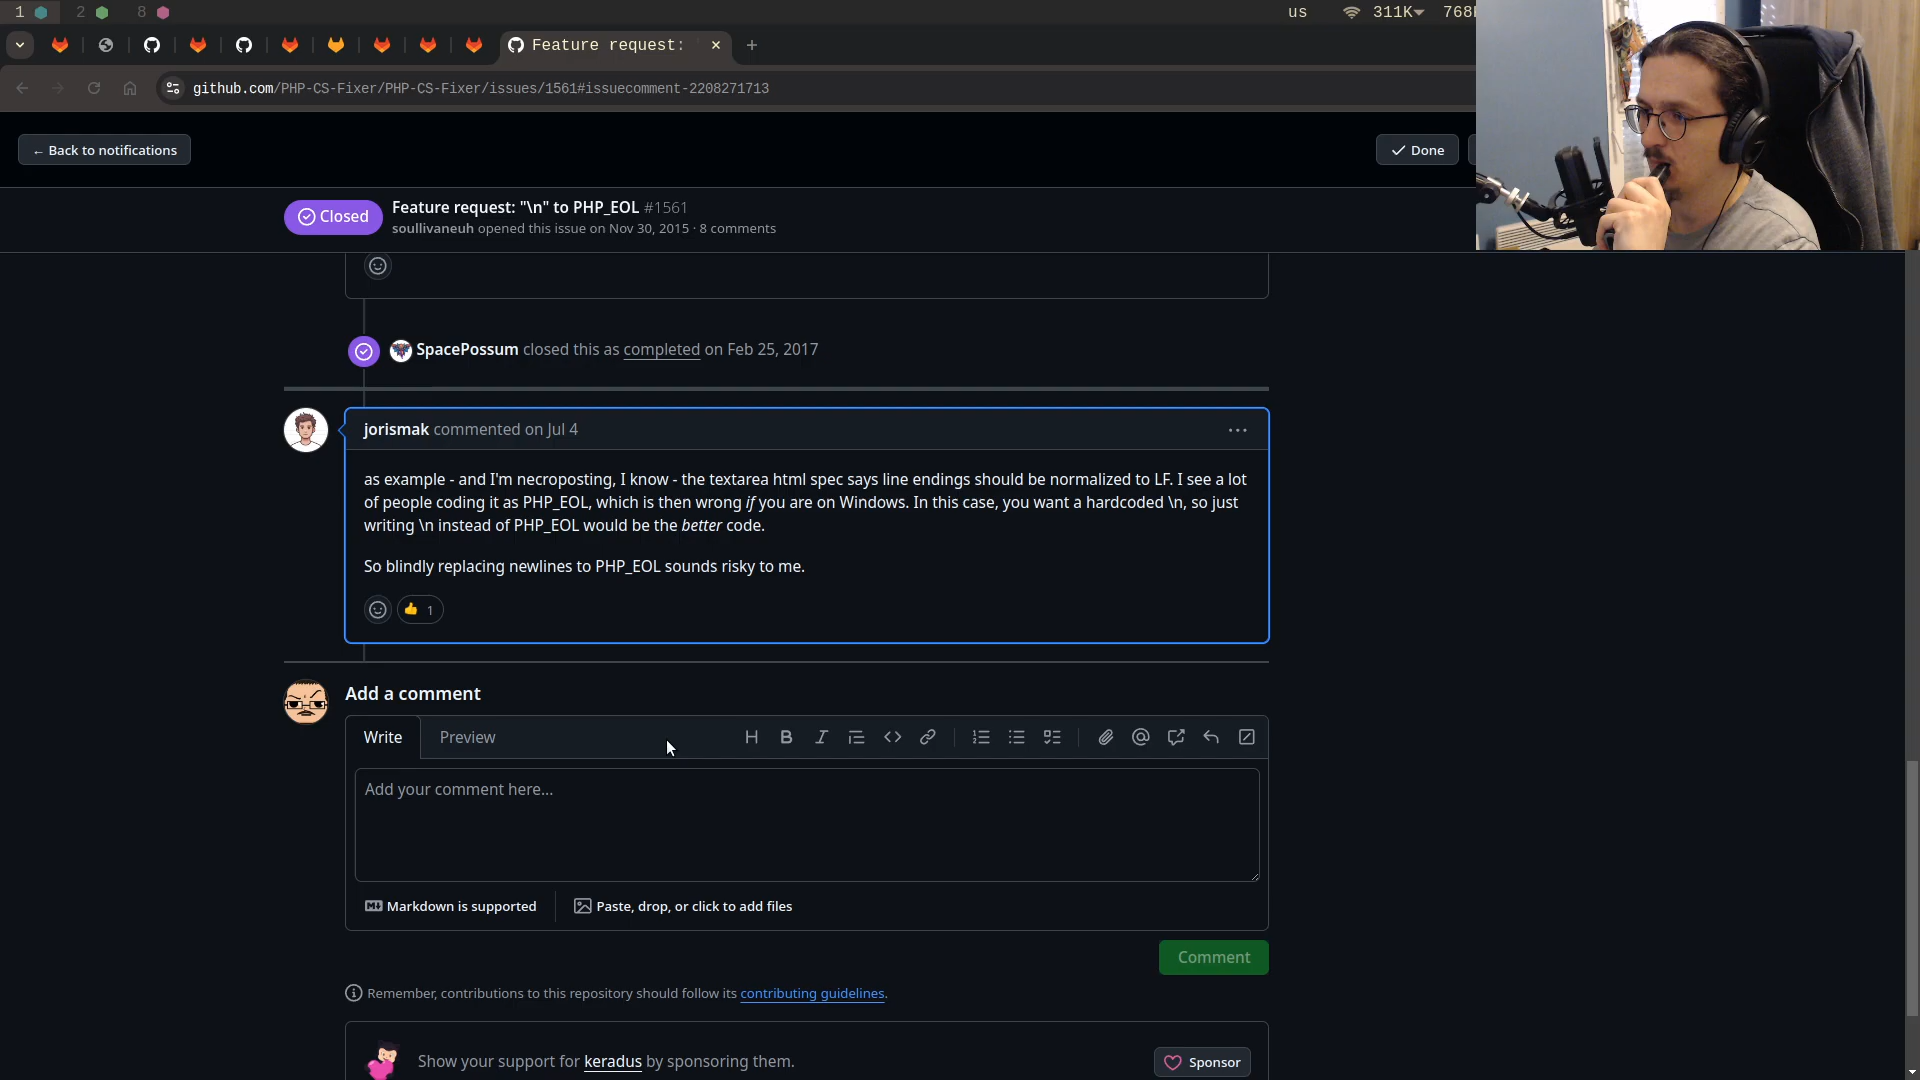 1 2 8 us 311K 768
Feature request:
github.com/PHP-CS-Fixer/PHP-CS-Fixer/issues/1561#issuecomment-2208271713
← Back to notifications
Done
Closed
Feature request: "\n" to PHP_EOL #1561
soullivaneuh opened this issue on Nov 30, 2015 · 8 comments
SpacePossum closed this as completed on Feb 25, 2017
jorismak commented on Jul 4
as example - and I'm necroposting, I know - the textarea html spec says line endings should be normalized to LF. I see a lot
of people coding it as PHP_EOL, which is then wrong if you are on Windows. In this case, you want a hardcoded \n, so just
writing \n instead of PHP_EOL would be the better code.
So blindly replacing newlines to PHP_EOL sounds risky to me.
1
Add a comment
Write
Preview
Add your comment here...
Markdown is supported
Paste, drop, or click to add files
Comment
Remember, contributions to this repository should follow its contributing guidelines.
Show your support for keradus by sponsoring them.
Sponsor